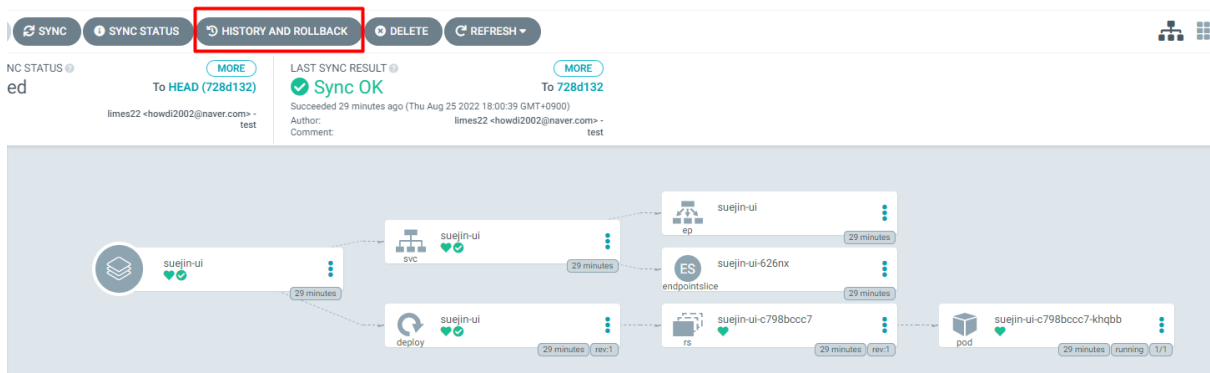 SYNC
SYNC STATUS
HISTORY AND ROLLBACK
DELETE
REFRESH
NC STATUS
MORE
ed
To HEAD (728d132)
limes22 <howdi2002@naver.com> -
test
LAST SYNC RESULT
MORE
Sync OK
To 728d132
Succeeded 29 minutes ago (Thu Aug 25 2022 18:00:39 GMT+0900)
Author:
limes22 <howdi2002@naver.com> -
Comment:
test
suejin-ui
29 minutes
suejin-ui
svc
29 minutes
suejin-ui
deploy
29 minutes
rev:1
suejin-ui
ep
29 minutes
ES
suejin-ui-626nx
endpointslice
29 minutes
suejin-ui-c798bccc7
rs
29 minutes
rev:1
suejin-ui-c798bccc7-khqbb
pod
29 minutes
running
1/1